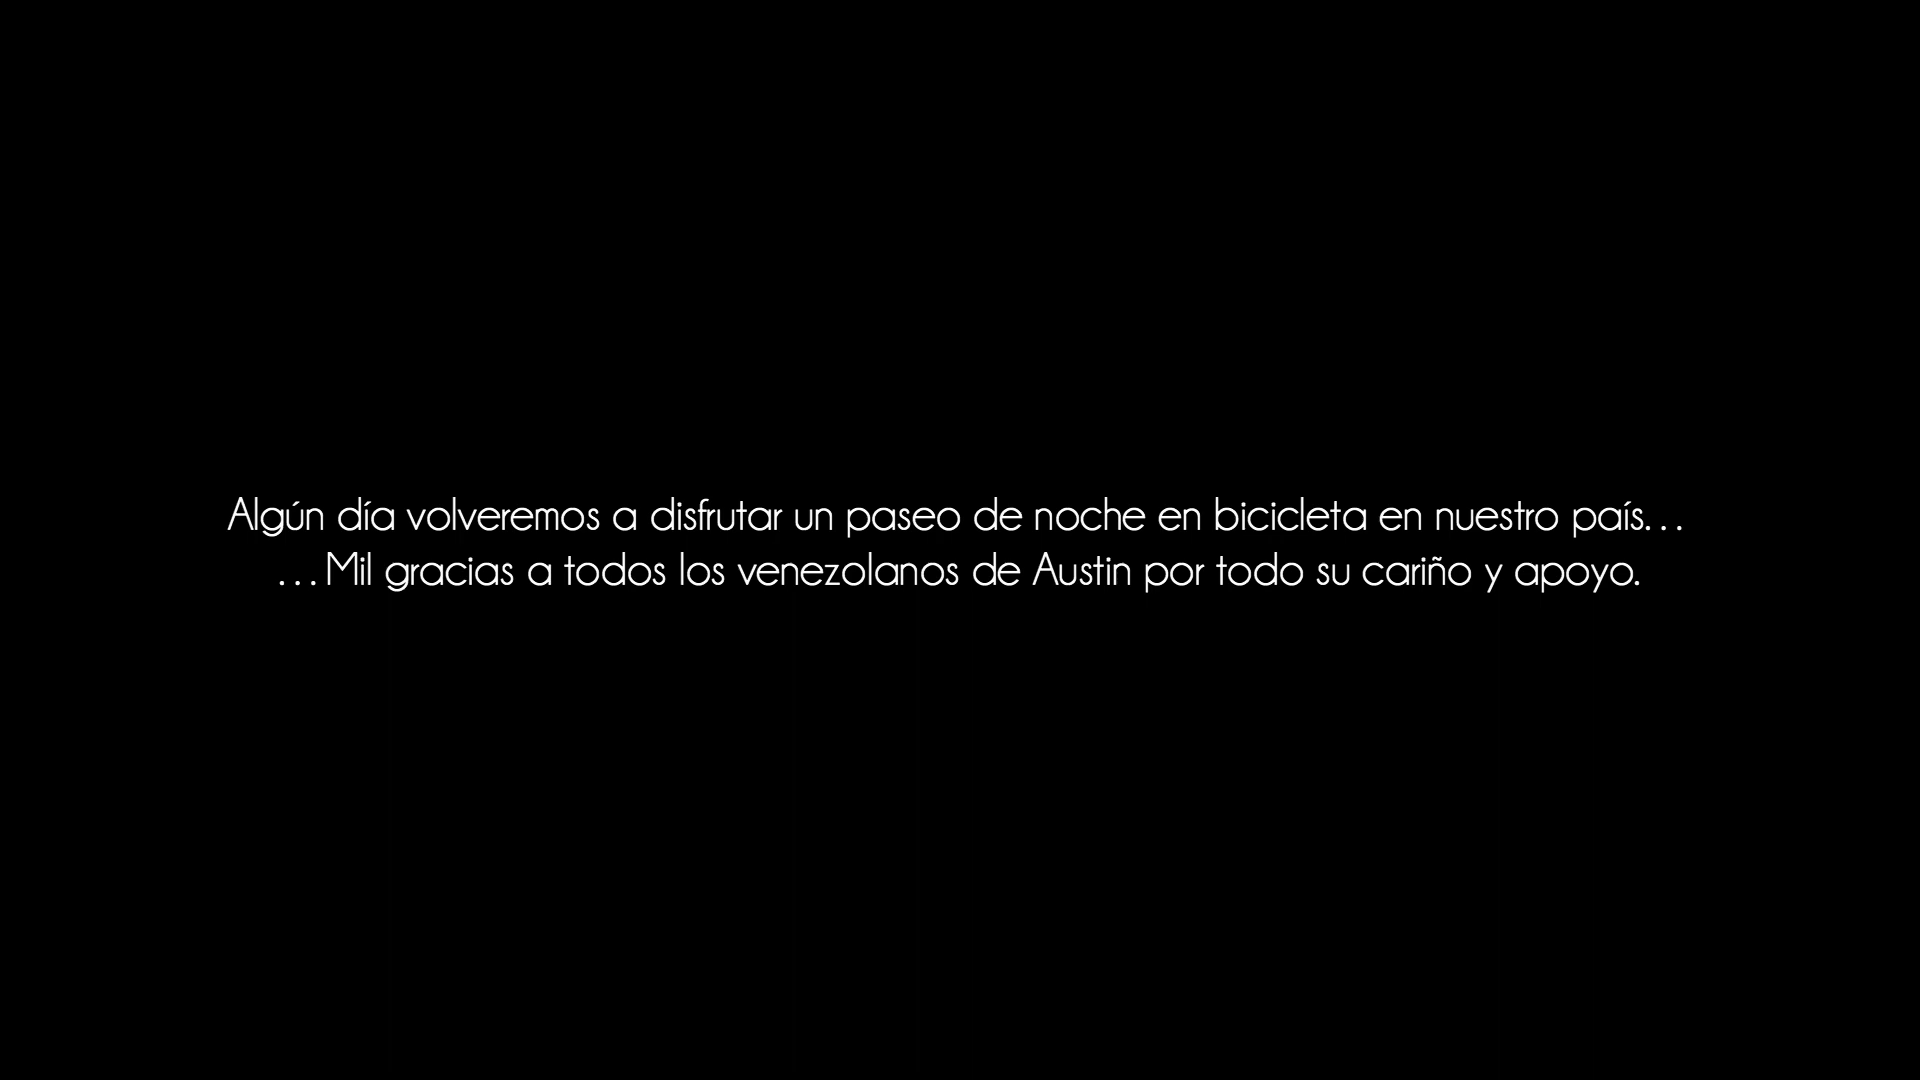 Algún día volveremos a disfrutar un paseo de noche en bicicleta en nuestro país...
...Mil gracias a todos los venezolanos de Austin por todo su cariño y apoyo.